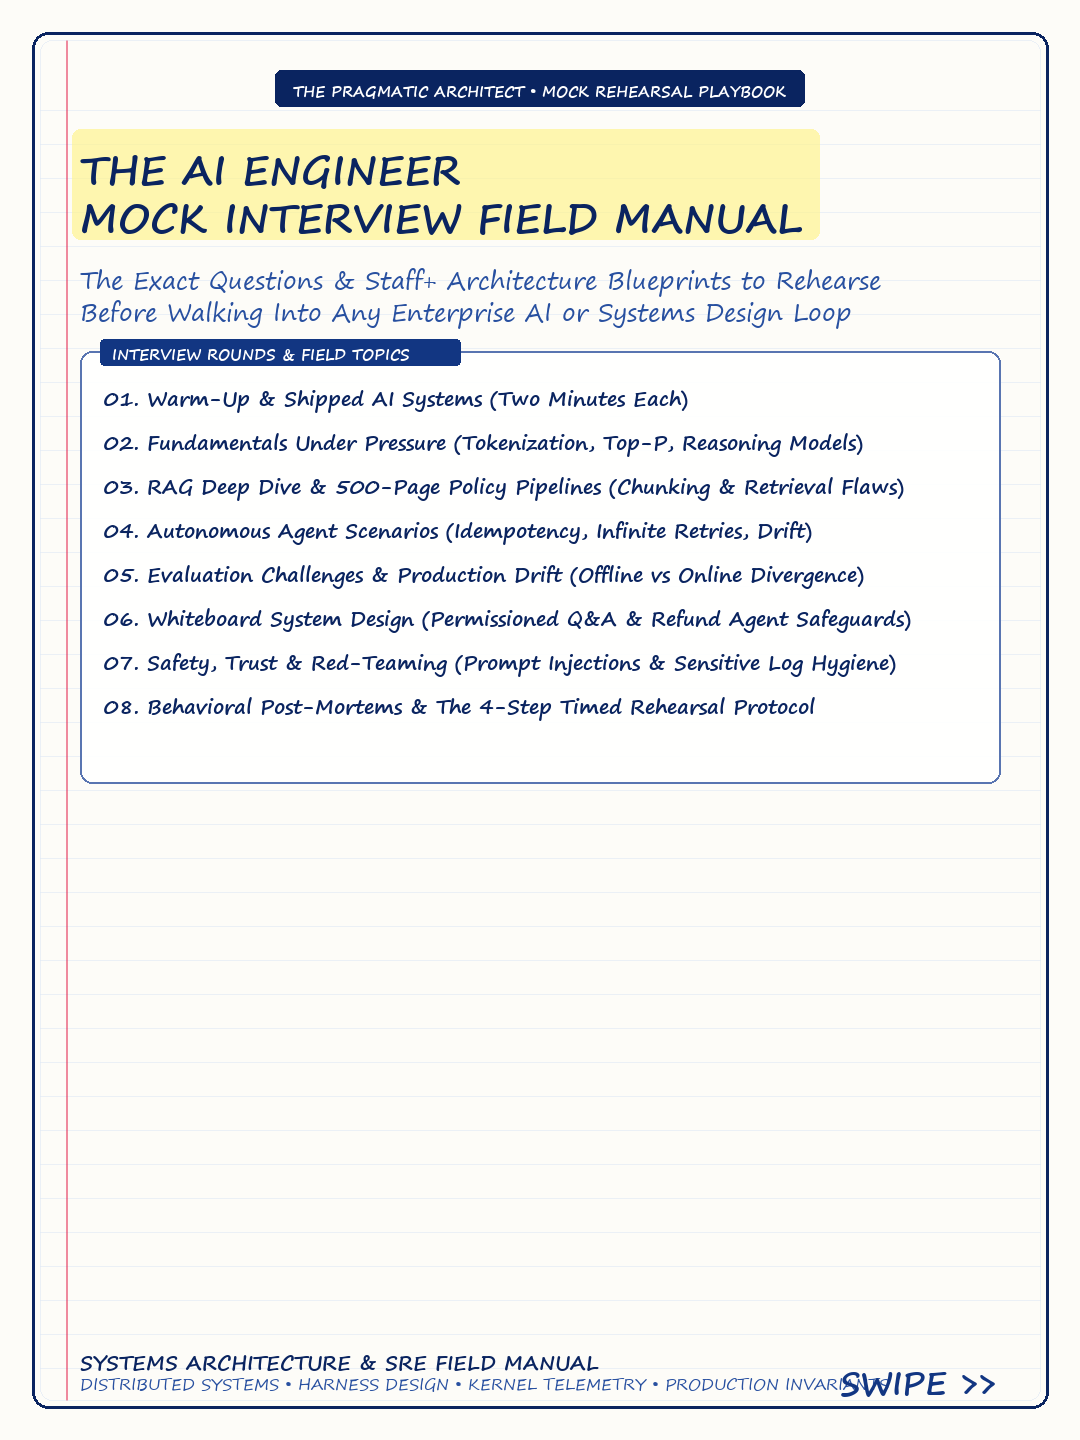 THE PRAGMATIC ARCHITECT • MOCK REHEARSAL PLAYBOOK
THE AI ENGINEER
MOCK INTERVIEW FIELD MANUAL
The Exact Questions & Staff+ Architecture Blueprints to Rehearse
Before Walking Into Any Enterprise AI or Systems Design Loop
INTERVIEW ROUNDS & FIELD TOPICS
01. Warm-Up & Shipped AI Systems (Two Minutes Each)
02. Fundamentals Under Pressure (Tokenization, Top-P, Reasoning Models)
03. RAG Deep Dive & 500-Page Policy Pipelines (Chunking & Retrieval Flaws)
04. Autonomous Agent Scenarios (Idempotency, Infinite Retries, Drift)
05. Evaluation Challenges & Production Drift (Offline vs Online Divergence)
06. Whiteboard System Design (Permissioned Q&A & Refund Agent Safeguards)
07. Safety, Trust & Red-Teaming (Prompt Injections & Sensitive Log Hygiene)
08. Behavioral Post-Mortems & The 4-Step Timed Rehearsal Protocol
SYSTEMS ARCHITECTURE & SRE FIELD MANUAL
DISTRIBUTED SYSTEMS • HARNESS DESIGN • KERNEL TELEMETRY • PRODUCTION INVARIANTS
SWIPE >>